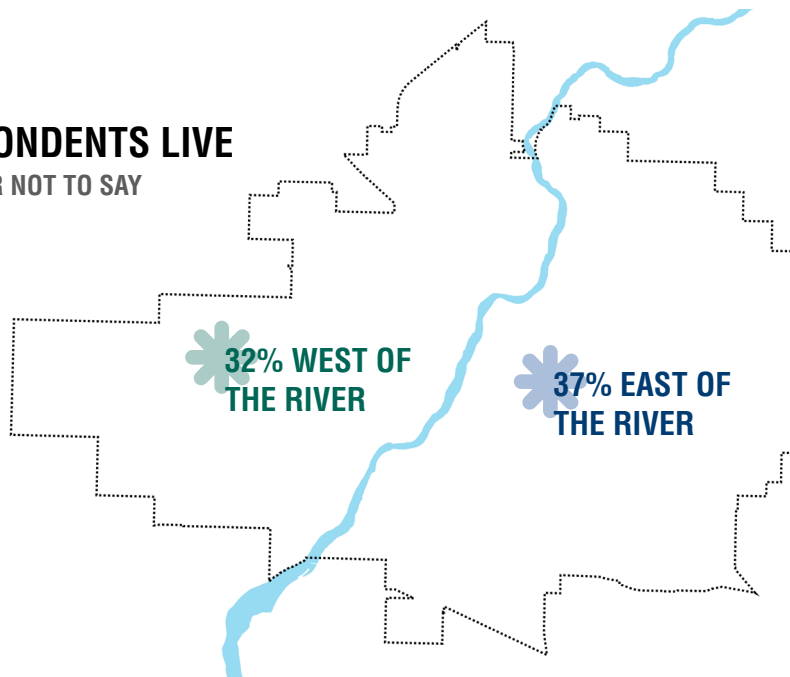 ONDENTS LIVE
NOT TO SAY
32% WEST OF
THE RIVER
37% EAST OF
THE RIVER